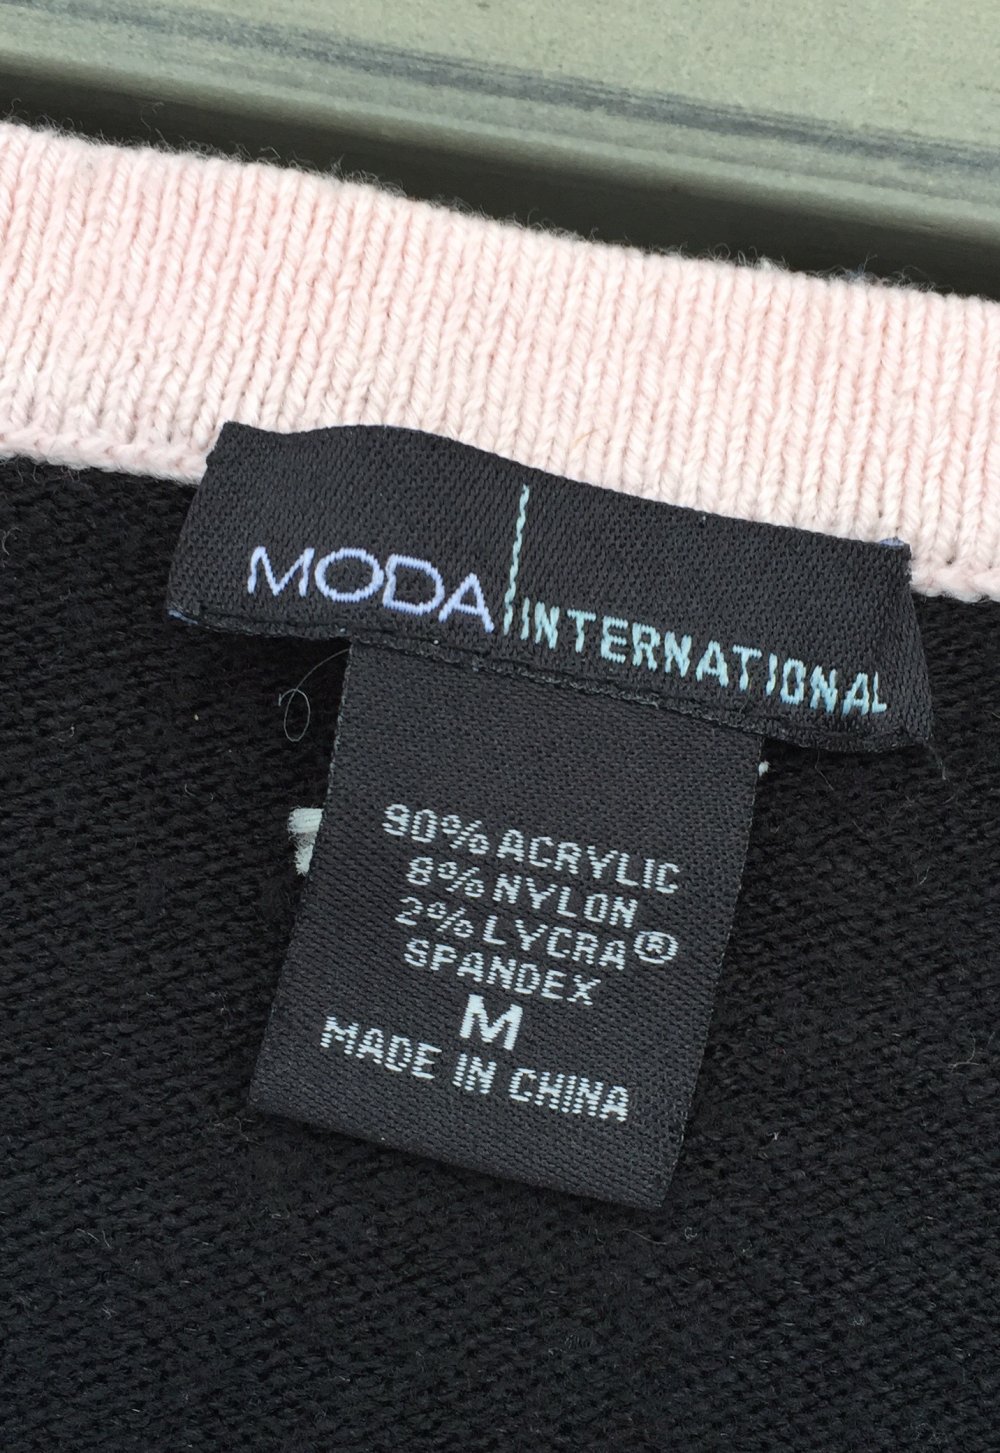 MODA INTERNATIONAL
90% ACRYLIC
8% NYLON
2% LYCRA®
SPANDEX
M
MADE IN CHINA